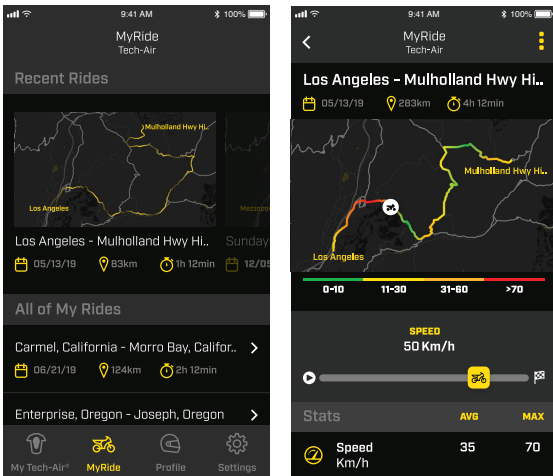 9:41 AM
100%
MyRide
Tech-Air
Recent Rides
Mulholland Hwy Hi..
Los Angeles
Los Angeles - Mulholland Hwy Hi..
Sunday
05/13/19
83km
1h 12min
All of My Rides
Carmel, California - Morro Bay, Califor..
06/21/19
124km
2h 12min
Enterprise, Oregon - Joseph, Oregon
My Tech-Air®
MyRide
Profile
Settings
9:41 AM
100%
MyRide
Tech-Air
Los Angeles - Mulholland Hwy Hi..
05/13/19
283km
4h 12min
Mulholland Hwy Hi..
Los Angeles
0-10
11-30
31-60
>70
SPEED
50 Km/h
Stats
AVG
MAX
Speed
35
70
Km/h